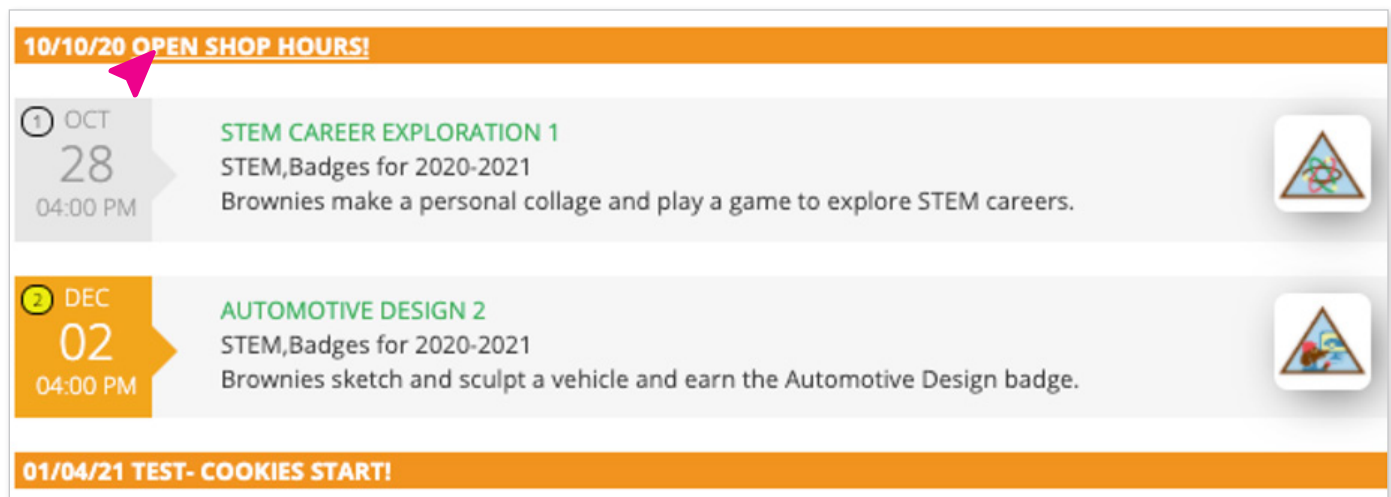 10/10/20 OPEN SHOP HOURS!
1 OCT
28
04:00 PM
STEM CAREER EXPLORATION 1
STEM,Badges for 2020-2021
Brownies make a personal collage and play a game to explore STEM careers.
2 DEC
02
04:00 PM
AUTOMOTIVE DESIGN 2
STEM,Badges for 2020-2021
Brownies sketch and sculpt a vehicle and earn the Automotive Design badge.
01/04/21 TEST- COOKIES START!